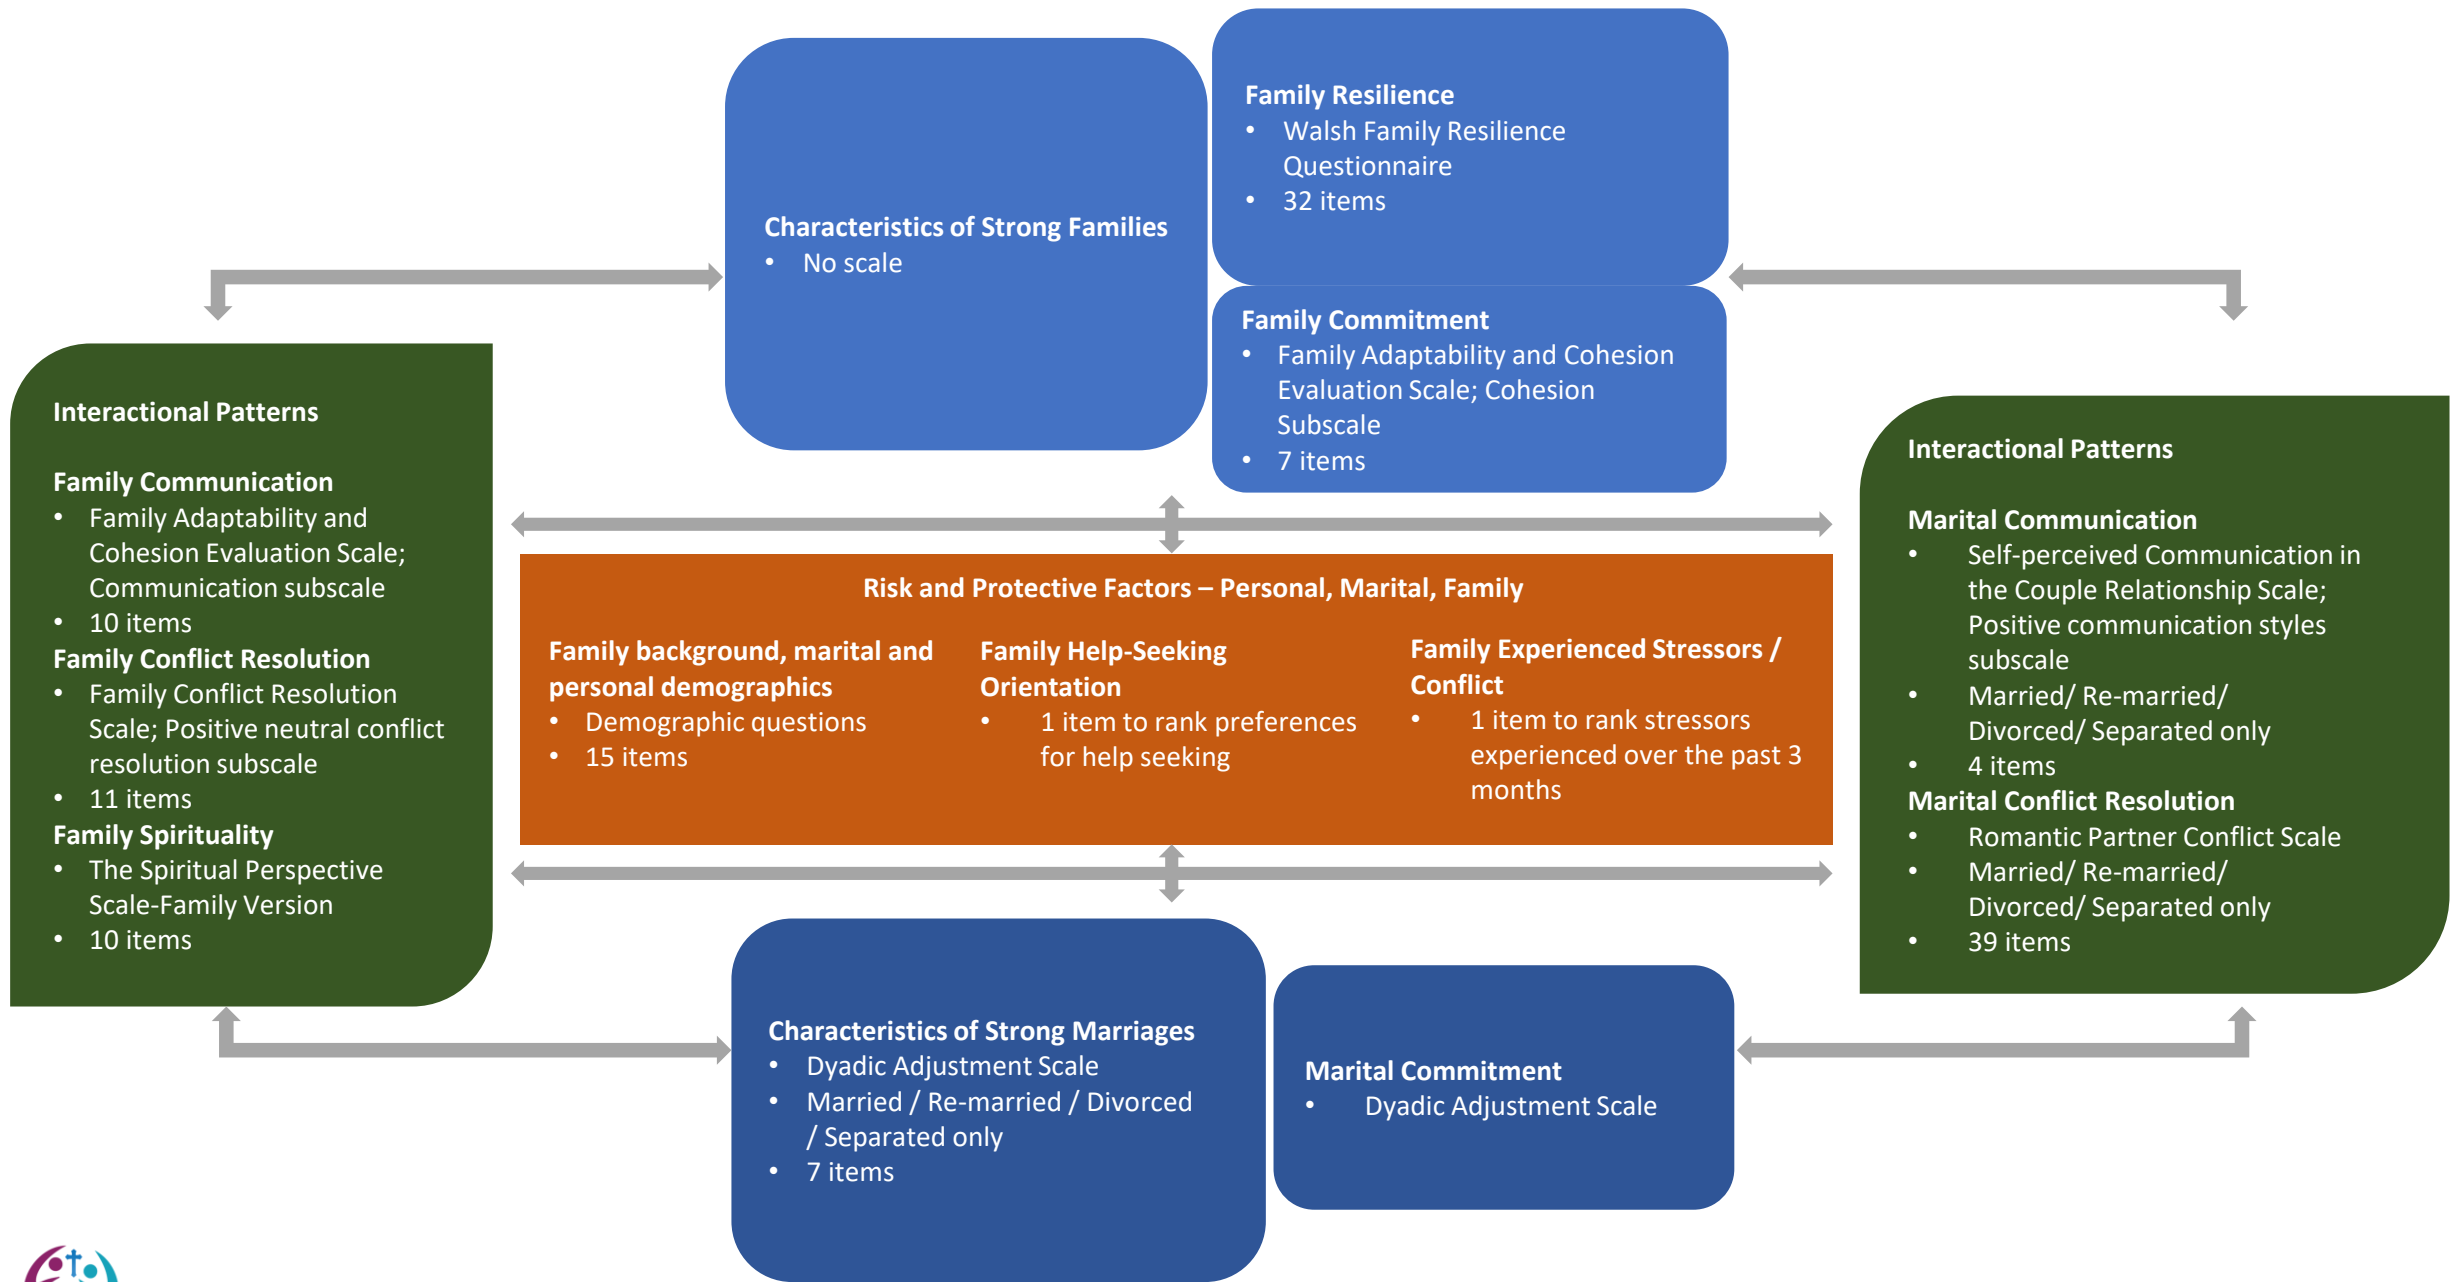 Characteristics of Strong Families
• No scale
Family Resilience
• Walsh Family Resilience
Questionnaire
• 32 items
Family Commitment
• Family Adaptability and Cohesion
Evaluation Scale; Cohesion
Subscale
• 7 items
Interactional Patterns
Family Communication
• Family Adaptability and
Cohesion Evaluation Scale;
Communication subscale
• 10 items
Family Conflict Resolution
• Family Conflict Resolution
Scale; Positive neutral conflict
resolution subscale
• 11 items
Family Spirituality
• The Spiritual Perspective
Scale-Family Version
• 10 items
Risk and Protective Factors – Personal, Marital, Family
Family background, marital and
personal demographics
• Demographic questions
• 15 items
Family Help-Seeking
Orientation
• 1 item to rank preferences
for help seeking
Family Experienced Stressors /
Conflict
• 1 item to rank stressors
experienced over the past 3
months
Interactional Patterns
Marital Communication
• Self-perceived Communication in
the Couple Relationship Scale;
Positive communication styles
subscale
• Married/ Re-married/
Divorced/ Separated only
• 4 items
Marital Conflict Resolution
• Romantic Partner Conflict Scale
• Married/ Re-married/
Divorced/ Separated only
• 39 items
Characteristics of Strong Marriages
• Dyadic Adjustment Scale
• Married / Re-married / Divorced
/ Separated only
• 7 items
Marital Commitment
• Dyadic Adjustment Scale